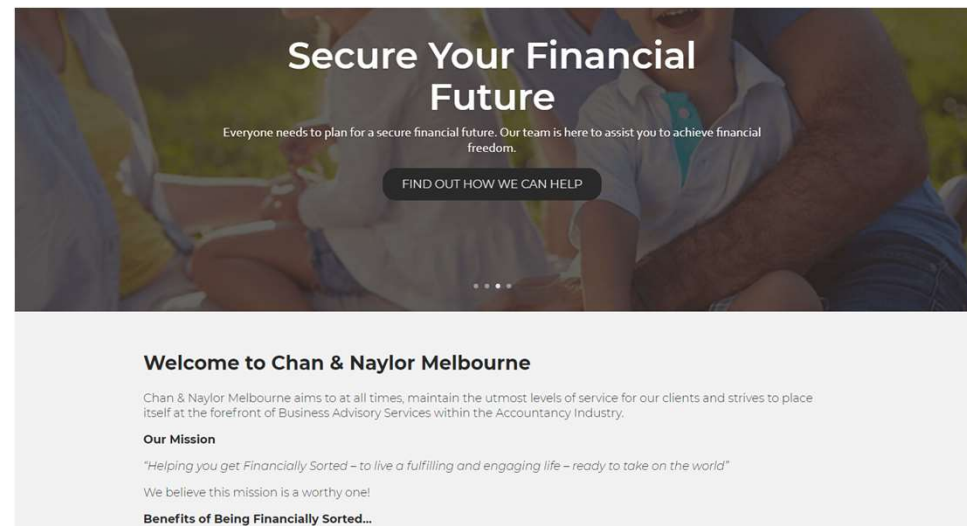 Secure Your Financial
Future
Everyone needs to plan for a secure financial future. Our team is here to assist you to achieve financial
freedom.
FIND OUT HOW WE CAN HELP
Welcome to Chan & Naylor Melbourne
Chan & Naylor Melbourne aims to at all times, maintain the utmost levels of service for our clients and strives to place
itself at the forefront of Business Advisory Services within the Accountancy Industry.
Our Mission
“Helping you get Financially Sorted – to live a fulfilling and engaging life – ready to take on the world”
We believe this mission is a worthy one!
Benefits of Being Financially Sorted...